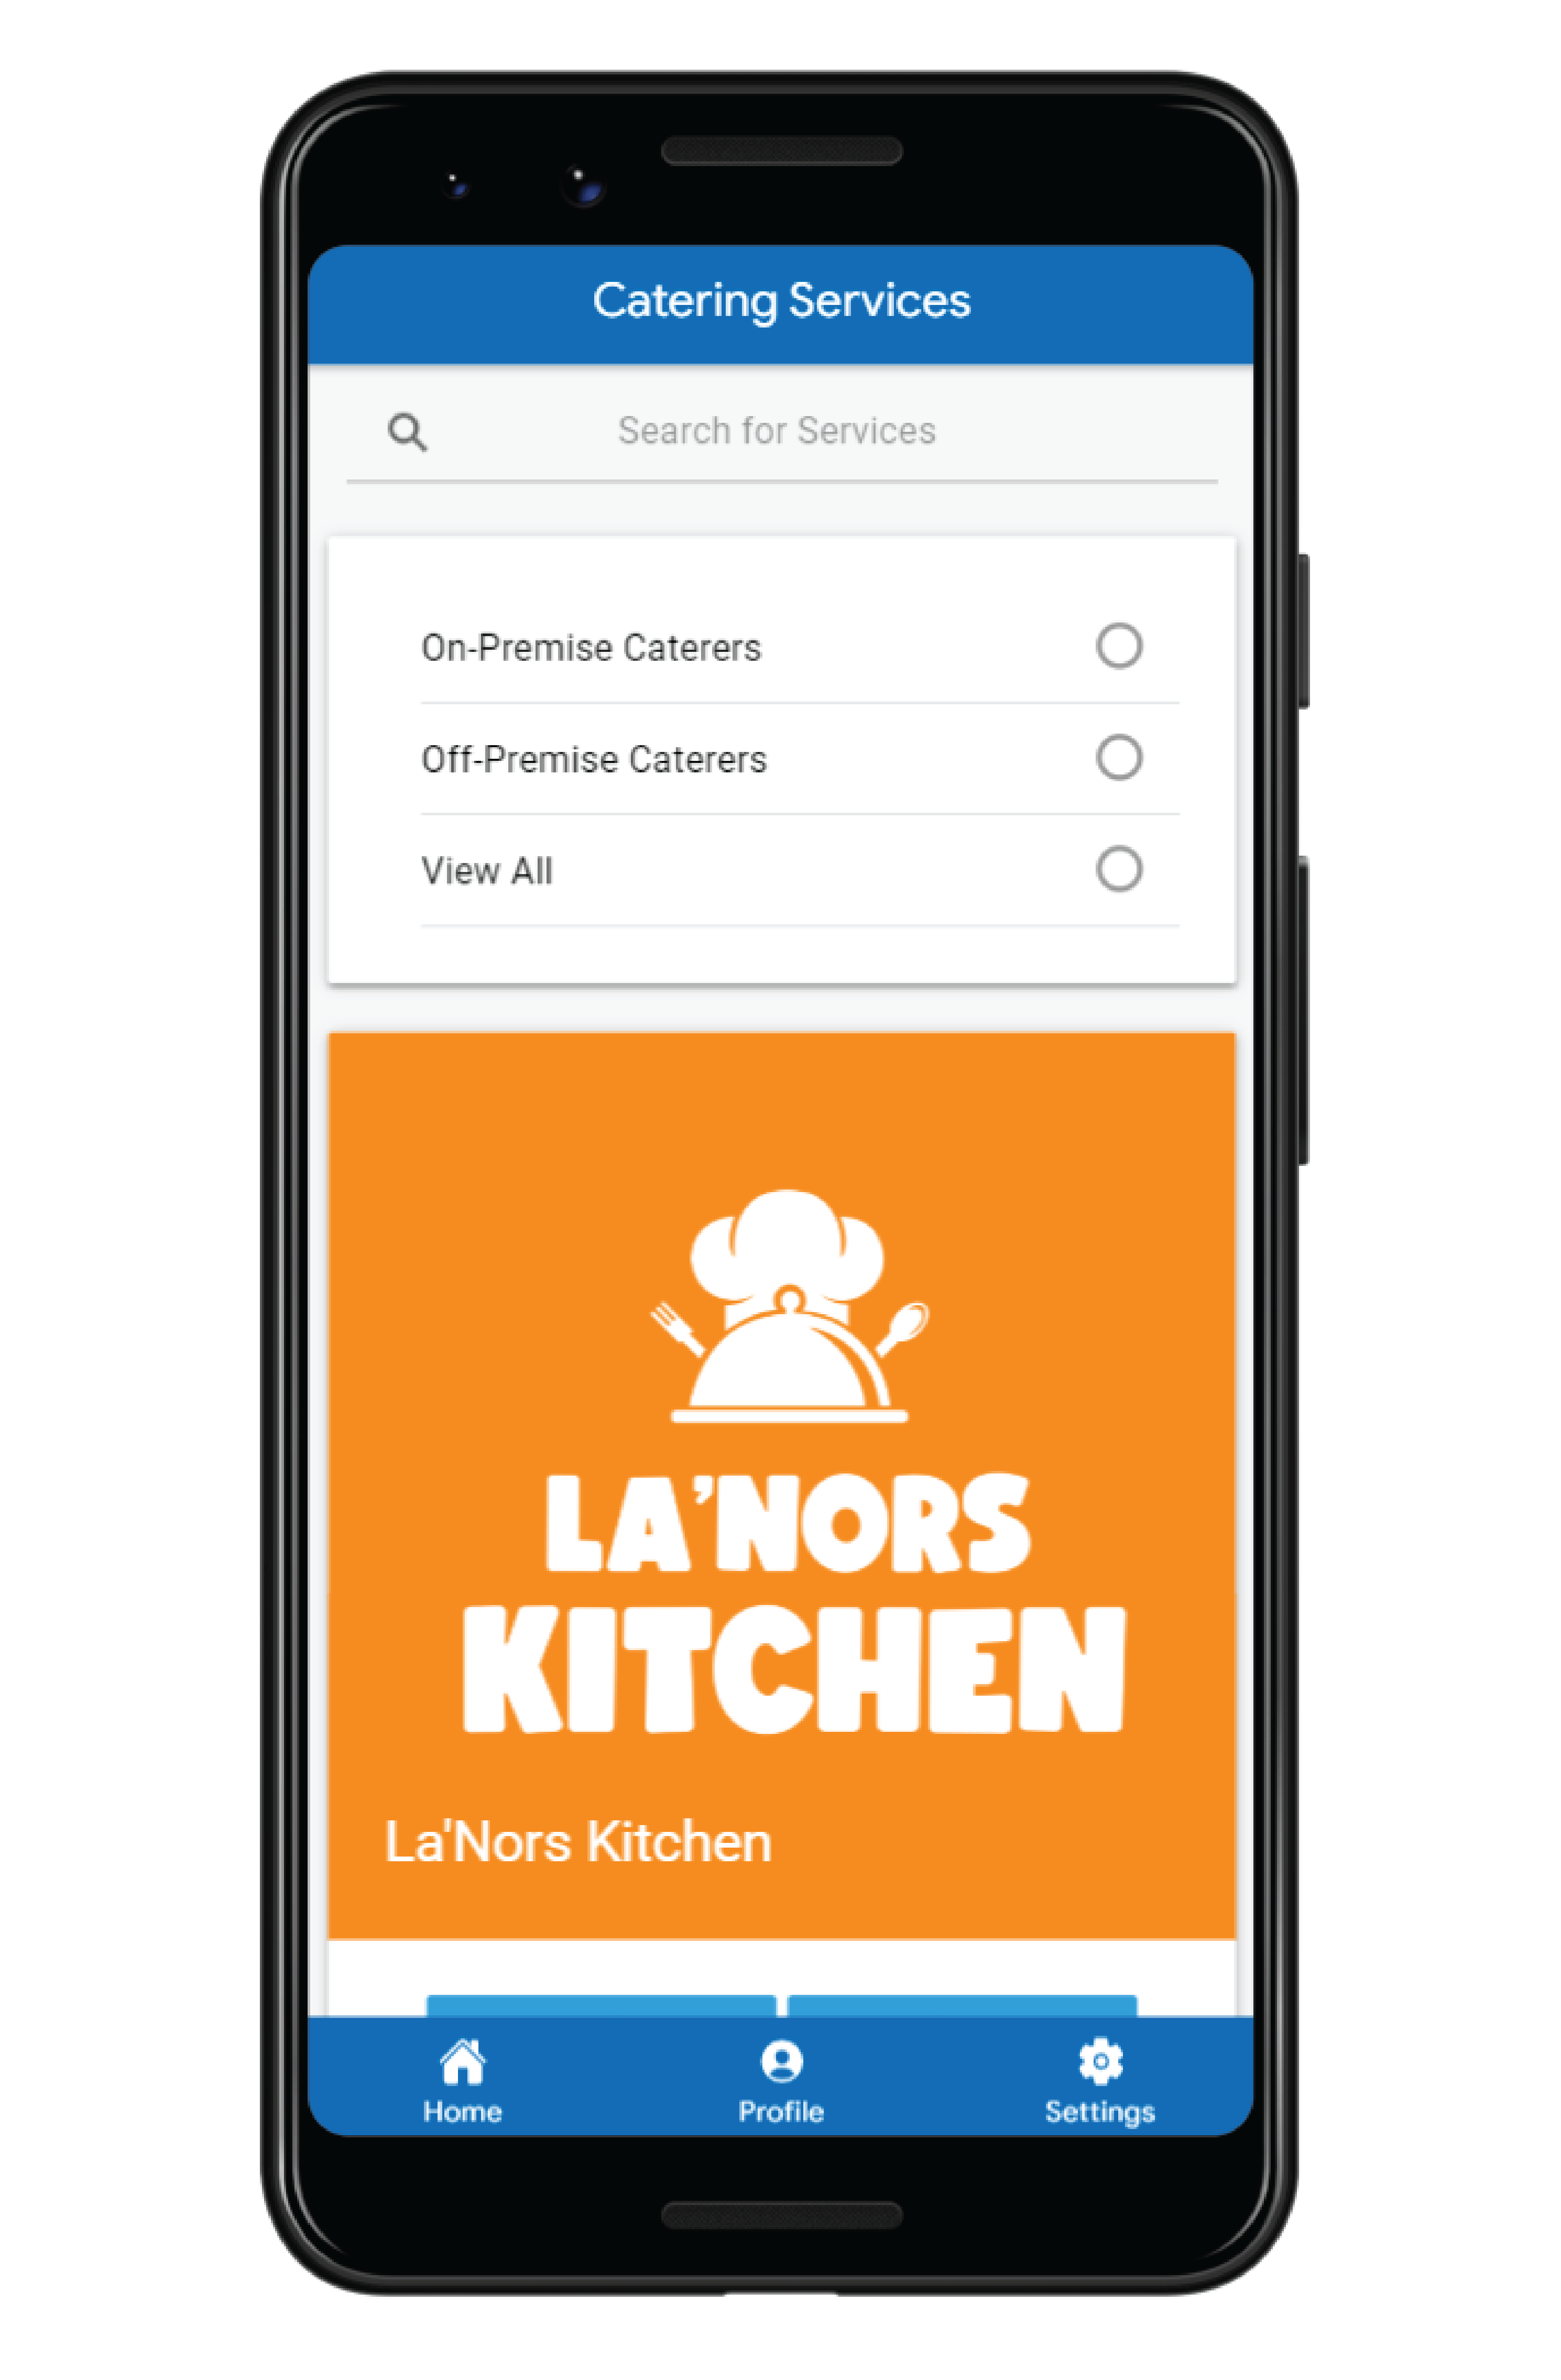 Catering Services
Search for Services
On-Premise Caterers
Off-Premise Caterers
View All
LA'NORS
KITCHEN
La'Nors Kitchen
Home Profile Settings